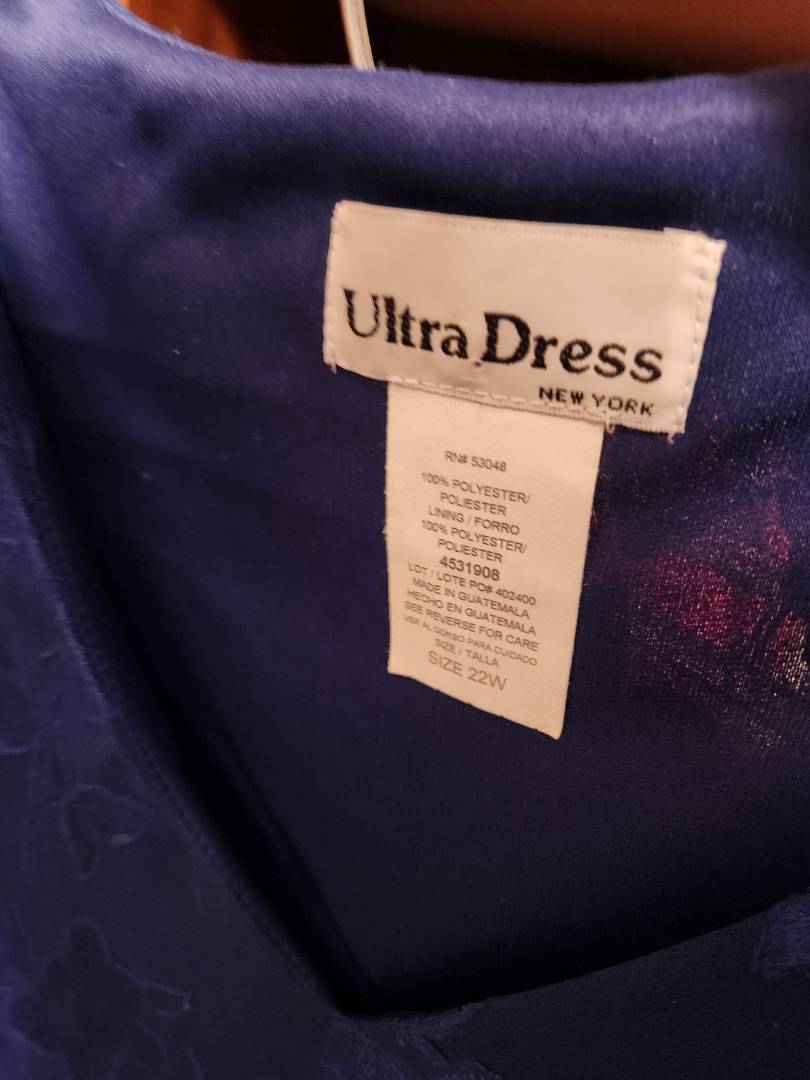 Ultra Dress
NEW YORK
RN# 53048
100% POLYESTER/
POLIESTER
LINING / FORRO
100% POLYESTER/
POLIESTER
4531908
LOT / LOTE PO# 402400
MADE IN GUATEMALA
HECHO EN GUATEMALA
SEE REVERSE FOR CARE
VER AL DORSO PARA CUIDADO
SIZE / TALLA
SIZE 22W